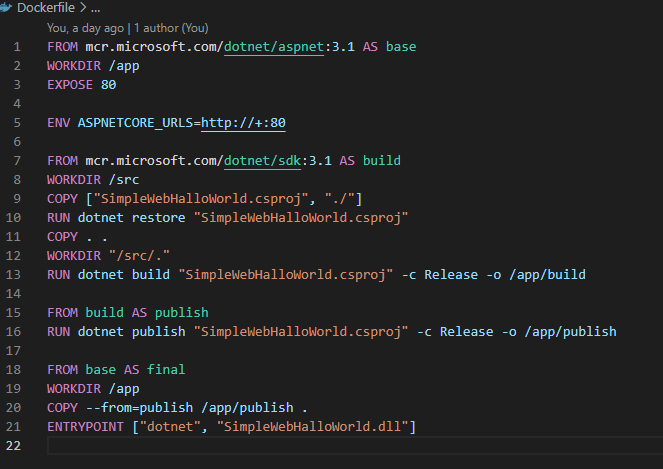 Dockerfile > ...
You, a day ago | 1 author (You)
1 FROM mcr.microsoft.com/dotnet/aspnet:3.1 AS base
2 WORKDIR /app
3 EXPOSE 80
4
5 ENV ASPNETCORE_URLS=http://+:80
6
7 FROM mcr.microsoft.com/dotnet/sdk:3.1 AS build
8 WORKDIR /src
9 COPY ["SimpleWebHalloWorld.csproj", "./"]
10 RUN dotnet restore "SimpleWebHalloWorld.csproj"
11 COPY . .
12 WORKDIR "/src/."
13 RUN dotnet build "SimpleWebHalloWorld.csproj" -c Release -o /app/build
14
15 FROM build AS publish
16 RUN dotnet publish "SimpleWebHalloWorld.csproj" -c Release -o /app/publish
17
18 FROM base AS final
19 WORKDIR /app
20 COPY --from=publish /app/publish .
21 ENTRYPOINT ["dotnet", "SimpleWebHalloWorld.dll"]
22